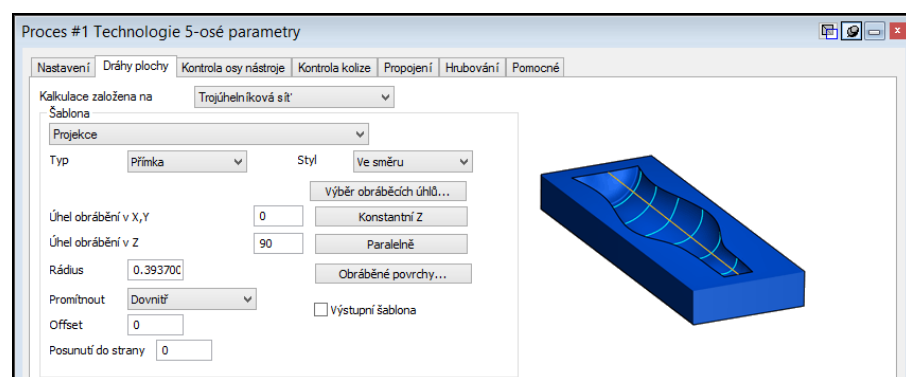 Proces #1 Technologie 5-osé parametry
Nastavení Dráhy plochy Kontrola osy nástroje Kontrola kolize Propojení Hrubování Pomocné
Kalkulace založena na Trojúhelníková síť
Šablona
Projekce
Typ Přímka Styl Ve směru
Výběr obráběcích úhlů...
Úhel obrábění v X,Y 0 Konstantní Z
Úhel obrábění v Z 90 Paralelně
Rádius 0.393700 Obráběné povrchy...
Promítnout Dovnitř
Výstupní šablona
Offset 0
Posunutí do strany 0